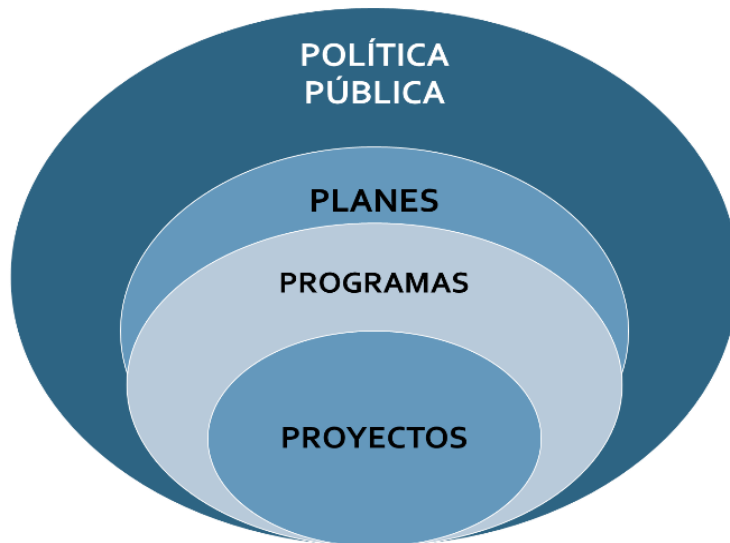 POLÍTICA
PÚBLICA
PLANES
PROGRAMAS
PROYECTOS